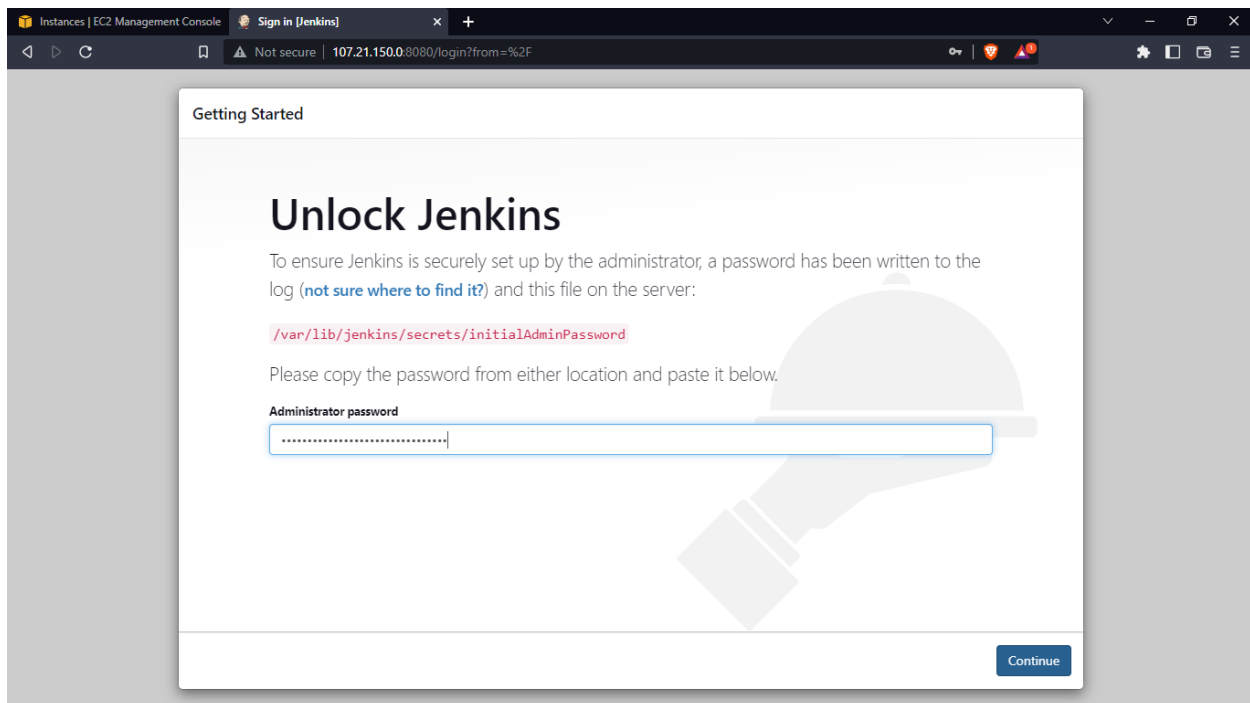 Instances | EC2 Management Console
Sign in [Jenkins]
Not secure | 107.21.150.0:8080/login?from=%2F
1
Getting Started
Unlock Jenkins
To ensure Jenkins is securely set up by the administrator, a password has been written to the
log (not sure where to find it?) and this file on the server:
/var/lib/jenkins/secrets/initialAdminPassword
Please copy the password from either location and paste it below.
Administrator password
••••••••••••••••••••••••••••••••
Continue